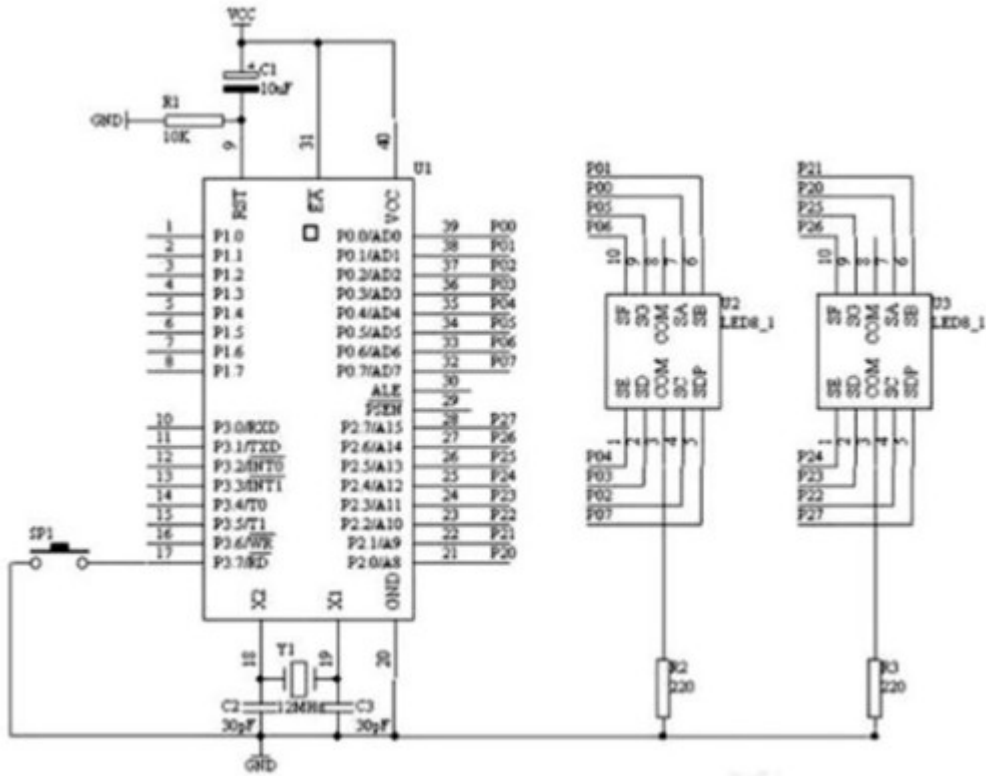 VCC
C1
10uF
R1
GND
10K
9
31
40
U1
RST
EA
VCC
1 P1.0 P0.0/AD0 39 P00
2 P1.1 P0.1/AD1 38 P01
3 P1.2 P0.2/AD2 37 P02
4 P1.3 P0.3/AD3 36 P03
5 P1.4 P0.4/AD4 35 P04
6 P1.5 P0.5/AD5 34 P05
7 P1.6 P0.6/AD6 33 P06
8 P1.7 P0.7/AD7 32 P07
ALE 30
PSEN 29
10 P3.0/RXD P2.7/A15 28 P27
11 P3.1/TXD P2.6/A14 27 P26
12 P3.2/INT0 P2.5/A13 26 P25
13 P3.3/INT1 P2.4/A12 25 P24
14 P3.4/T0 P2.3/A11 24 P23
15 P3.5/T1 P2.2/A10 23 P22
16 P3.6/WR P2.1/A9 22 P21
17 P3.7/RD P2.0/A8 21 P20
SP1
X2
X1
GND
18
Y1
19
20
C2
12MHz
C3
30pF
30pF
GND
P01
P00
P05
P06
10 9 8 7 6
U2
LED8_1
SF SG COM SA SB
SE SD COM SC SDP
1 2 3 4 5
P04
P03
P02
P07
R2
220
P21
P20
P25
P26
10 9 8 7 6
U3
LED8_1
SF SG COM SA SB
SE SD COM SC SDP
1 2 3 4 5
P24
P23
P22
P27
R3
220